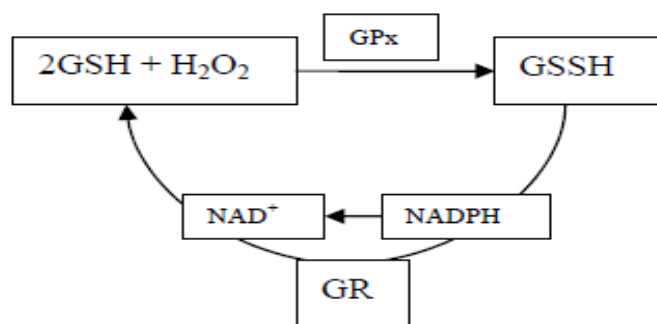 GPx
2GSH + H₂O₂
GSSH
NAD⁺
NADPH
GR